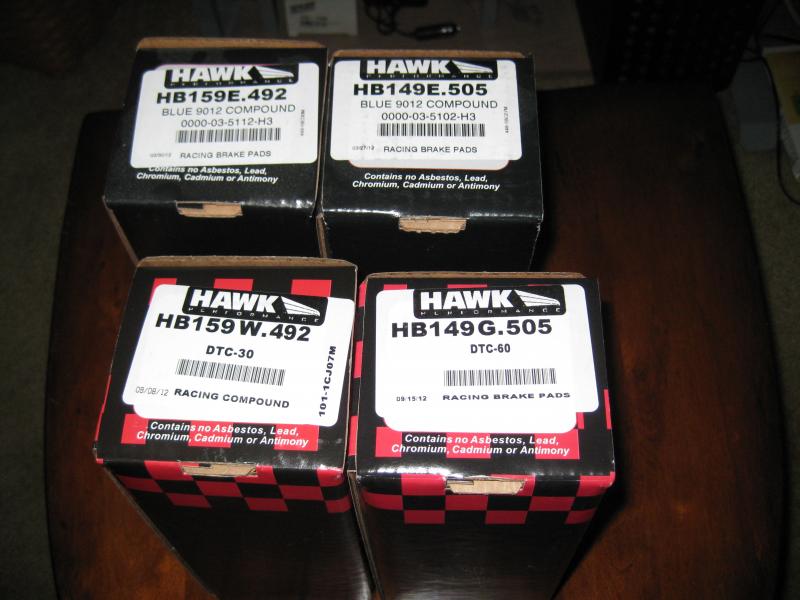 HAWK
PERFORMANCE
HB159E.492
BLUE 9012 COMPOUND
0000-03-5112-H3
RACING BRAKE PADS
Contains no Asbestos, Lead,
Chromium, Cadmium or Antimony
HAWK
PERFORMANCE
HB149E.505
BLUE 9012 COMPOUND
0000-03-5102-H3
03/27/12 RACING BRAKE PADS
Contains no Asbestos, Lead,
Chromium, Cadmium or Antimony
HAWK
PERFORMANCE
HB159W.492
DTC-30
08/08/12 RACING COMPOUND
101-1CJ07M
Contains no Asbestos, Lead,
Chromium, Cadmium or Antimony
HAWK
PERFORMANCE
HB149G.505
DTC-60
09/15/12 RACING BRAKE PADS
Contains no Asbestos, Lead,
Chromium, Cadmium or Antimony